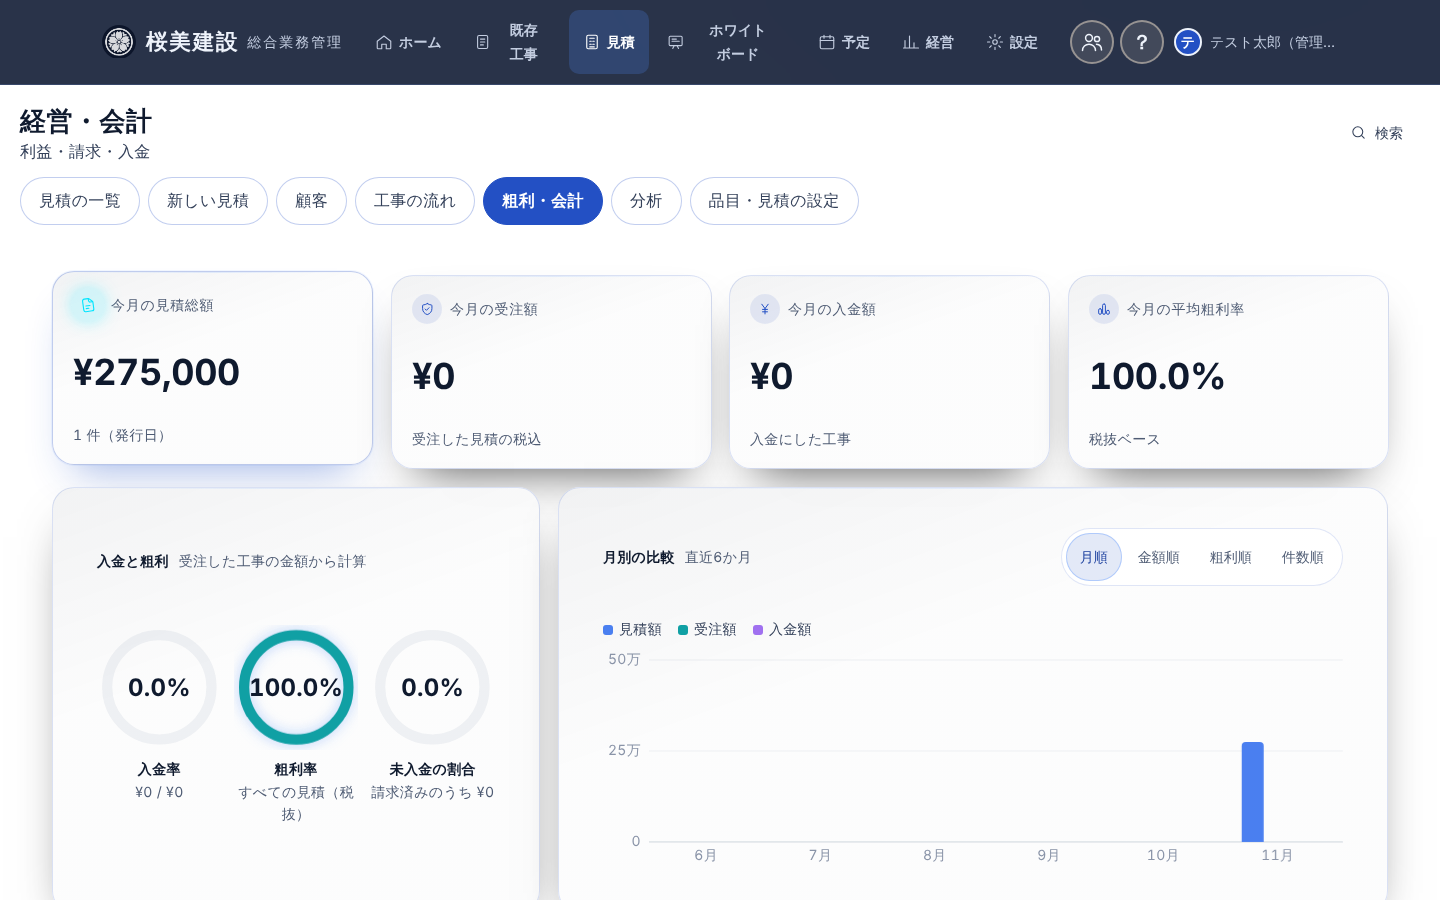 桜美建設 総合業務管理
ホーム
既存
工事
見積
ホワイト
ボード
予定
経営
設定
?
テ テスト太郎（管理...
経営・会計
利益・請求・入金
検索
見積の一覧 新しい見積 顧客 工事の流れ 粗利・会計 分析 品目・見積の設定
今月の見積総額
¥275,000
1 件（発行日）
今月の受注額
¥0
受注した見積の税込
¥ 今月の入金額
¥0
入金にした工事
今月の平均粗利率
100.0%
税抜ベース
入金と粗利 受注した工事の金額から計算
0.0%
入金率
¥0 / ¥0
100.0%
粗利率
すべての見積（税
抜）
0.0%
未入金の割合
請求済みのうち ¥0
月別の比較 直近6か月
月順 金額順 粗利順 件数順
見積額 受注額 入金額
50万
25万
0
6月 7月 8月 9月 10月 11月